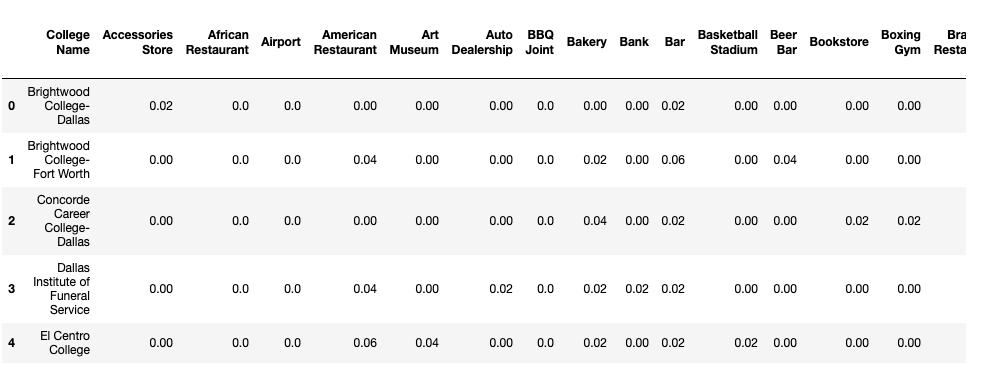 College Name Accessories Store African Restaurant Airport American Restaurant Art Museum Auto Dealership BBQ Joint Bakery Bank Bar Basketball Stadium Beer Bar Bookstore Boxing Gym Bra Resta
0 Brightwood College-Dallas 0.02 0.0 0.0 0.00 0.00 0.00 0.0 0.00 0.00 0.02 0.00 0.00 0.00 0.00
1 Brightwood College-Fort Worth 0.00 0.0 0.0 0.04 0.00 0.00 0.0 0.02 0.00 0.06 0.00 0.04 0.00 0.00
2 Concorde Career College-Dallas 0.00 0.0 0.0 0.00 0.00 0.00 0.0 0.04 0.00 0.02 0.00 0.00 0.02 0.02
3 Dallas Institute of Funeral Service 0.00 0.0 0.0 0.04 0.00 0.02 0.0 0.02 0.02 0.02 0.00 0.00 0.00 0.00
4 El Centro College 0.00 0.0 0.0 0.06 0.04 0.00 0.0 0.02 0.00 0.02 0.02 0.00 0.00 0.00